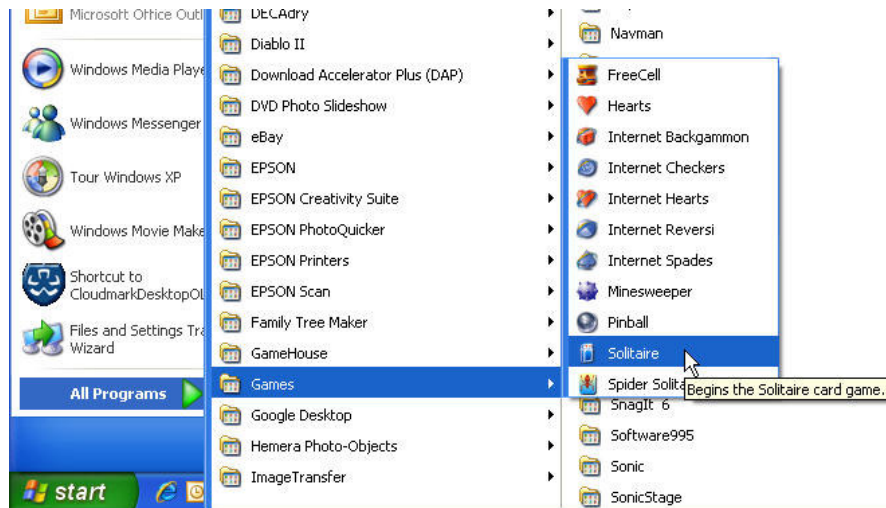 Microsoft Office Outl
Windows Media Playe
Windows Messenger
Tour Windows XP
Windows Movie Make
Shortcut to
CloudmarkDesktopOL
Files and Settings Tra
Wizard
All Programs
start
DECAdry
Diablo II
Download Accelerator Plus (DAP)
DVD Photo Slideshow
eBay
EPSON
EPSON Creativity Suite
EPSON PhotoQuicker
EPSON Printers
EPSON Scan
Family Tree Maker
GameHouse
Games
Google Desktop
Hemera Photo-Objects
ImageTransfer
Navman
FreeCell
Hearts
Internet Backgammon
Internet Checkers
Internet Hearts
Internet Reversi
Internet Spades
Minesweeper
Pinball
Solitaire
Spider Solita
Begins the Solitaire card game.
SnagIt 6
Software995
Sonic
SonicStage